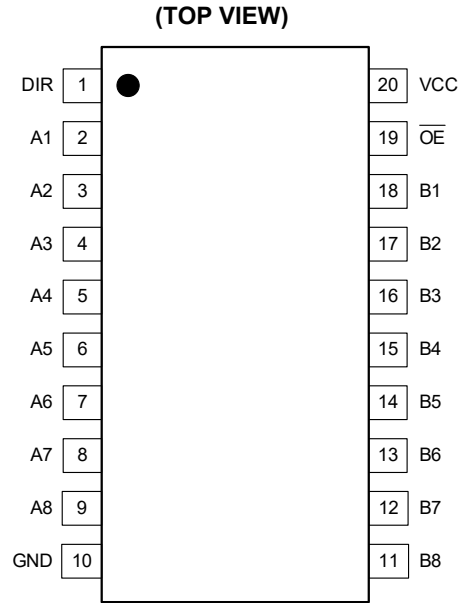 (TOP VIEW)
DIR 1 20 VCC
A1 2 19 O̅E̅
A2 3 18 B1
A3 4 17 B2
A4 5 16 B3
A5 6 15 B4
A6 7 14 B5
A7 8 13 B6
A8 9 12 B7
GND 10 11 B8